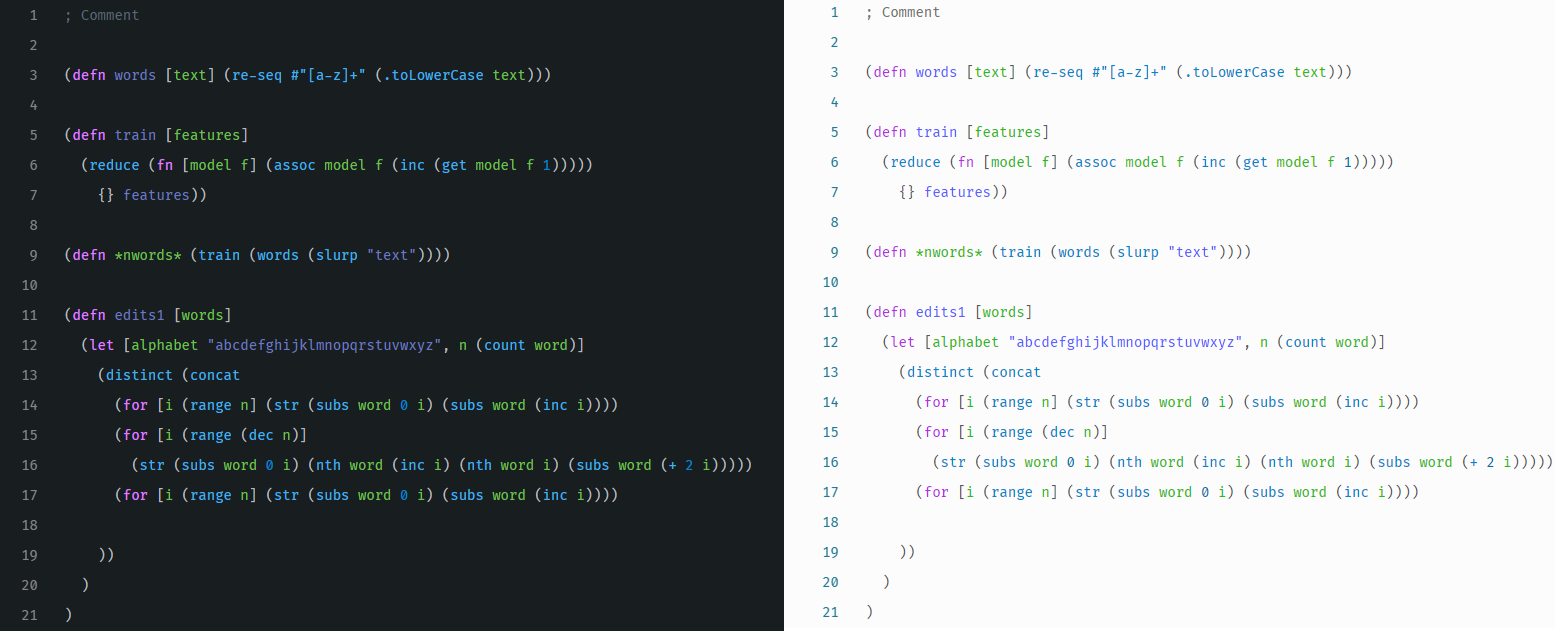 1 ; Comment
2
3 (defn words [text] (re-seq #"[a-z]+" (.toLowerCase text)))
4
5 (defn train [features]
6   (reduce (fn [model f] (assoc model f (inc (get model f 1)))))
7     {} features))
8
9 (defn *nwords* (train (words (slurp "text"))))
10
11 (defn edits1 [words]
12   (let [alphabet "abcdefghijklmnopqrstuvwxyz", n (count word)]
13     (distinct (concat
14       (for [i (range n] (str (subs word 0 i) (subs word (inc i))))
15       (for [i (range (dec n)]
16         (str (subs word 0 i) (nth word (inc i) (nth word i) (subs word (+ 2 i)))))
17       (for [i (range n] (str (subs word 0 i) (subs word (inc i))))
18
19     ))
20   )
21 )
1 ; Comment
2
3 (defn words [text] (re-seq #"[a-z]+" (.toLowerCase text)))
4
5 (defn train [features]
6   (reduce (fn [model f] (assoc model f (inc (get model f 1)))))
7     {} features))
8
9 (defn *nwords* (train (words (slurp "text"))))
10
11 (defn edits1 [words]
12   (let [alphabet "abcdefghijklmnopqrstuvwxyz", n (count word)]
13     (distinct (concat
14       (for [i (range n] (str (subs word 0 i) (subs word (inc i))))
15       (for [i (range (dec n)]
16         (str (subs word 0 i) (nth word (inc i) (nth word i) (subs word (+ 2 i)))))
17       (for [i (range n] (str (subs word 0 i) (subs word (inc i))))
18
19     ))
20   )
21 )